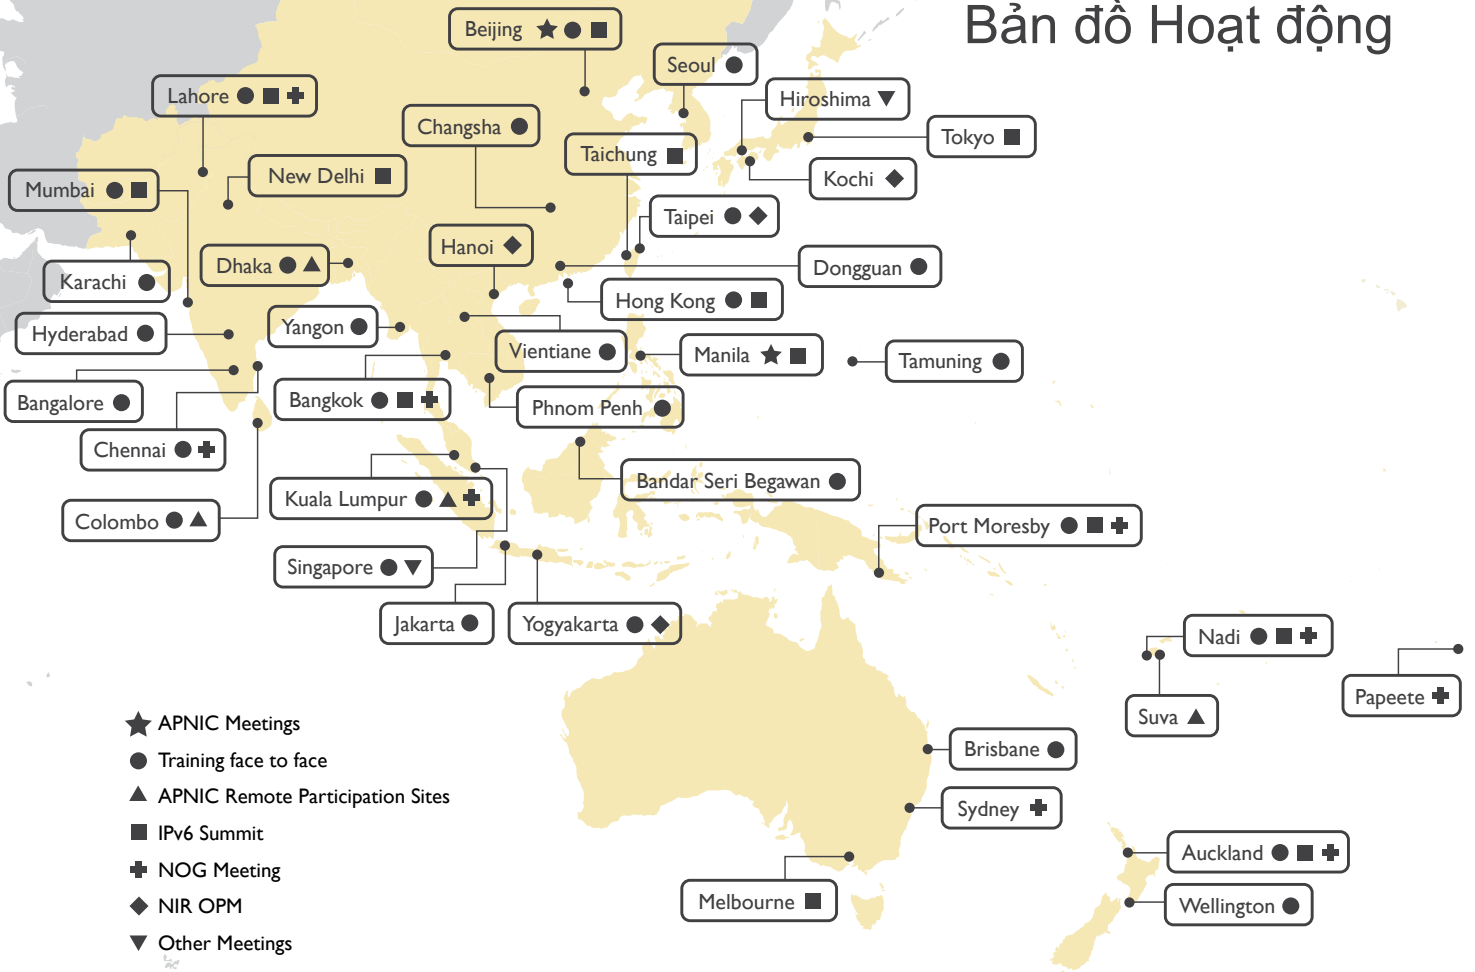 Bản đồ Hoạt động
Beijing
Seoul
Lahore
Hiroshima
Changsha
Tokyo
Taichung
New Delhi
Kochi
Mumbai
Taipei
Hanoi
Dhaka
Dongguan
Karachi
Hong Kong
Yangon
Hyderabad
Vientiane
Manila
Tamuning
Bangalore
Bangkok
Phnom Penh
Chennai
Bandar Seri Begawan
Kuala Lumpur
Colombo
Port Moresby
Singapore
Jakarta
Yogyakarta
Nadi
Papeete
Suva
APNIC Meetings
Brisbane
Training face to face
APNIC Remote Participation Sites
Sydney
IPv6 Summit
Auckland
NOG Meeting
Melbourne
Wellington
NIR OPM
Other Meetings